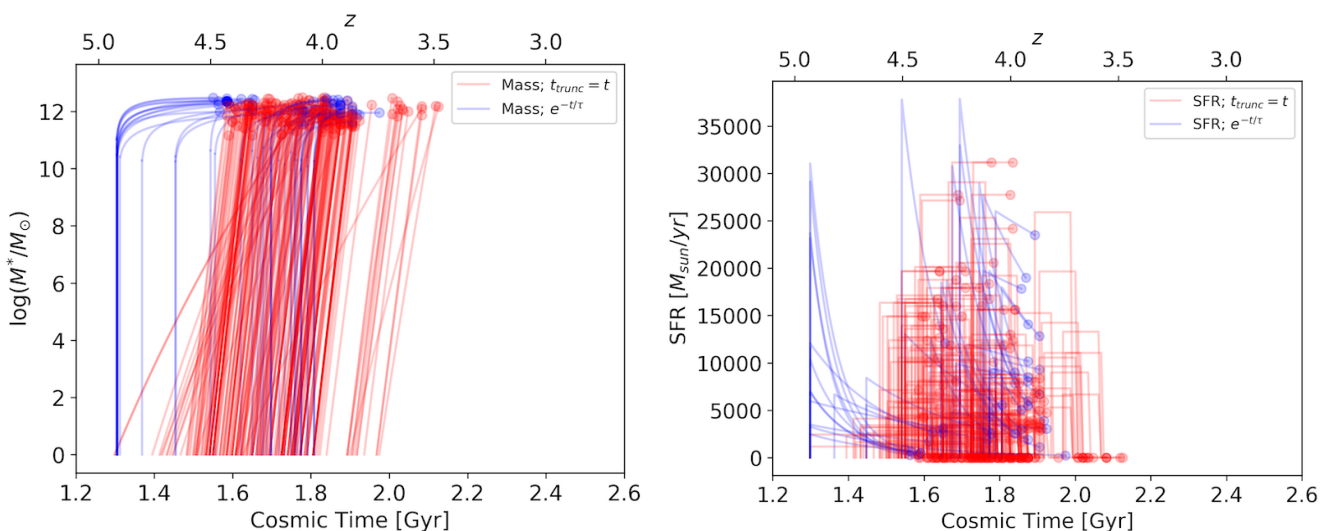 z
5.0 4.5 4.0 3.5 3.0
Mass; t_trunc = t
Mass; e^{-t/τ}
log(M*/M⊙)
12
10
8
6
4
2
0
1.2 1.4 1.6 1.8 2.0 2.2 2.4 2.6
Cosmic Time [Gyr]
z
5.0 4.5 4.0 3.5 3.0
SFR; t_trunc = t
SFR; e^{-t/τ}
SFR [M_sun/yr]
35000
30000
25000
20000
15000
10000
5000
0
1.2 1.4 1.6 1.8 2.0 2.2 2.4 2.6
Cosmic Time [Gyr]